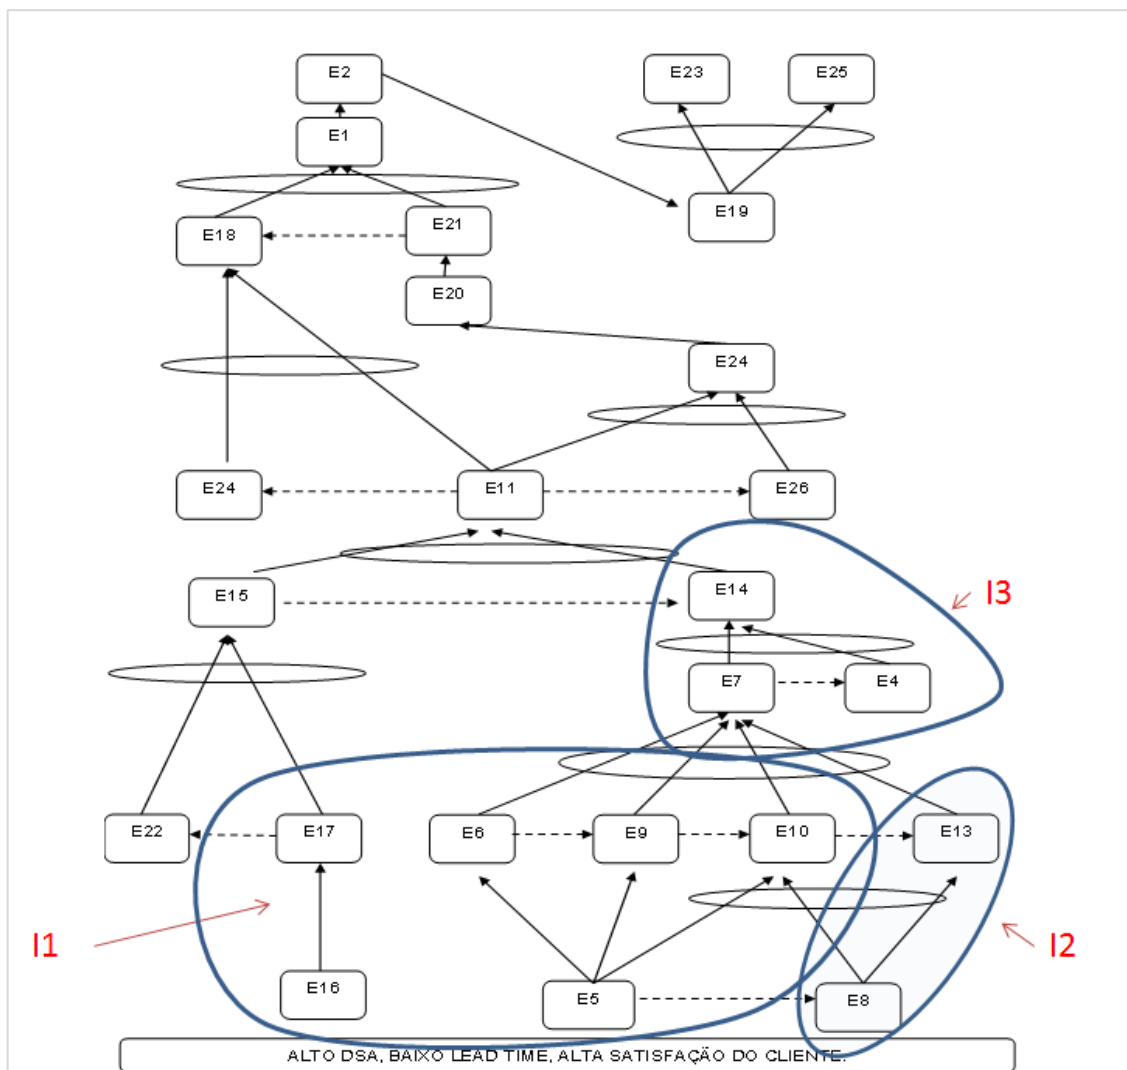 E2
E23
E25
E1
E19
E18
E21
E20
E24
E24
E11
E26
E15
E14
I3
E7
E4
E22
E17
E6
E9
E10
E13
I1
I2
E16
E5
E8
ALTO DSA, BAIXO LEAD TIME, ALTA SATISFAÇÃO DO CLIENTE.